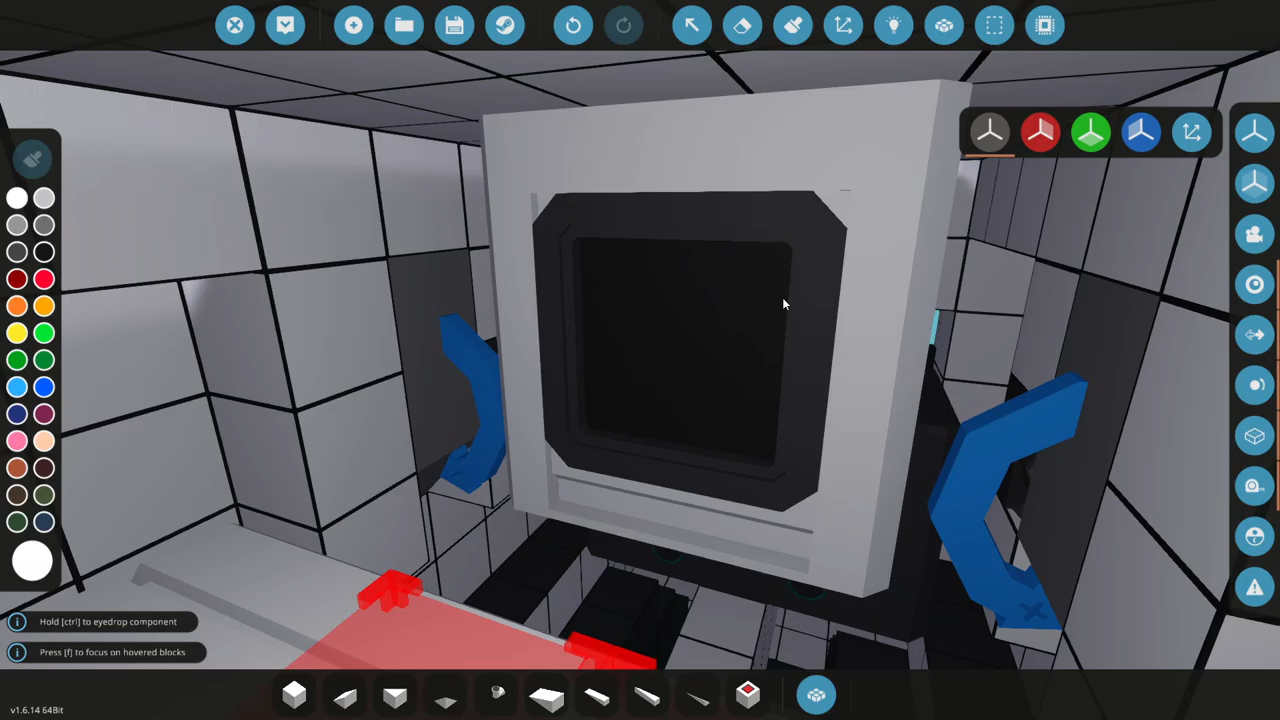 Hold [ctrl] to eyedrop component
Press [f] to focus on hovered blocks
v1.6.14 64Bit